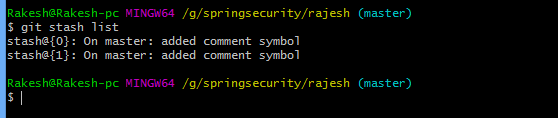 Rakesh@Rakesh-pc MINGW64 /g/springsecurity/rajesh (master)
$ git stash list
stash@{0}: On master: added comment symbol
stash@{1}: On master: added comment symbol
Rakesh@Rakesh-pc MINGW64 /g/springsecurity/rajesh (master)
$